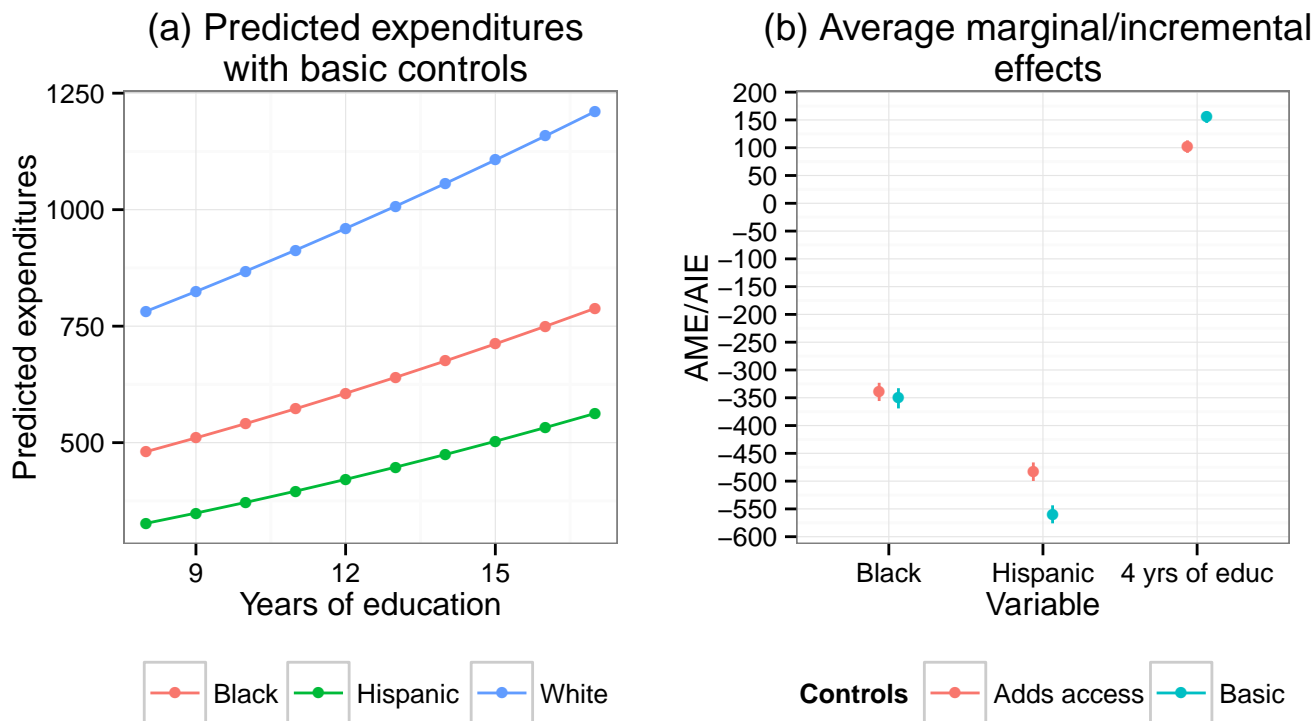 (a) Predicted expenditures
with basic controls
1250
1000
750
500
Predicted expenditures
9 12 15
Years of education
Black Hispanic White
(b) Average marginal/incremental
effects
200
150
100
50
0
−50
−100
−150
−200
−250
−300
−350
−400
−450
−500
−550
−600
AME/AIE
Black Hispanic 4 yrs of educ
Variable
Controls Adds access Basic